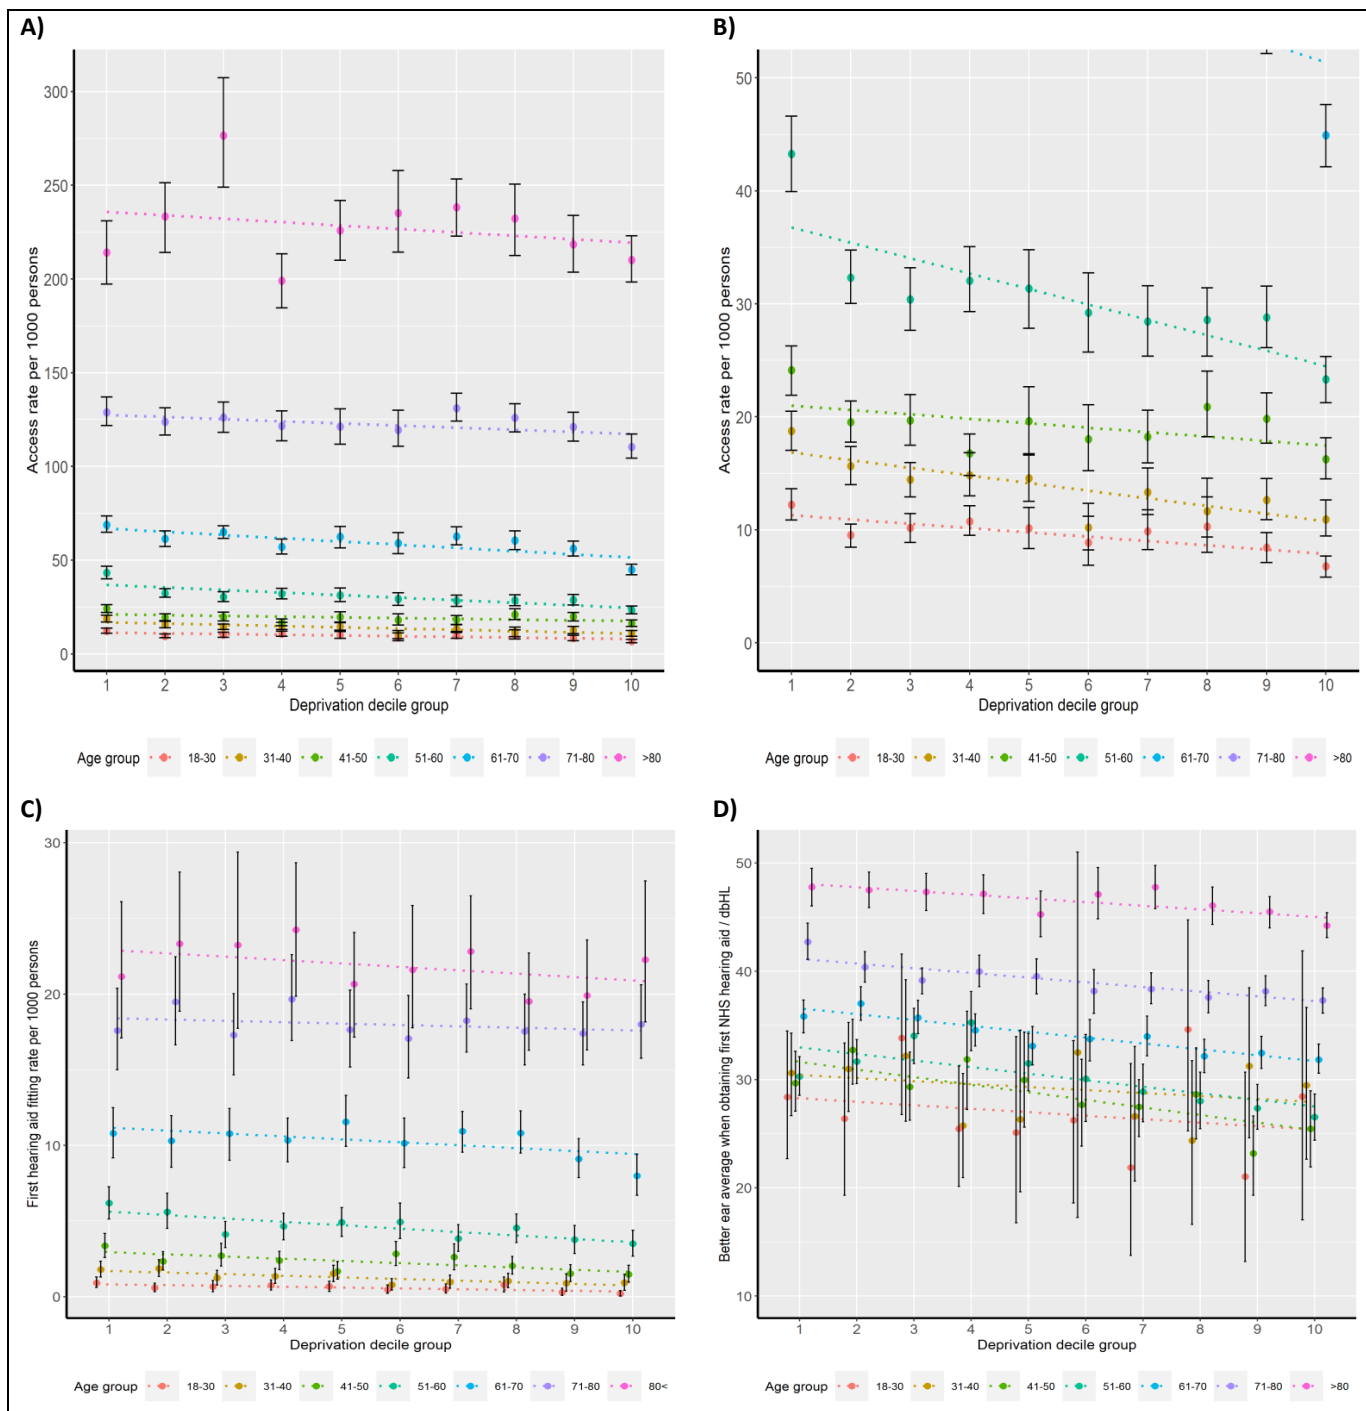 A)
Access rate per 1000 persons
300
250
200
150
100
50
0
1 2 3 4 5 6 7 8 9 10
Deprivation decile group
Age group 18-30 31-40 41-50 51-60 61-70 71-80 >80
B)
Access rate per 1000 persons
50
40
30
20
10
0
1 2 3 4 5 6 7 8 9 10
Deprivation decile group
Age group 18-30 31-40 41-50 51-60 61-70 71-80 >80
C)
First hearing aid fitting rate per 1000 persons
30
20
10
0
1 2 3 4 5 6 7 8 9 10
Deprivation decile group
Age group 18-30 31-40 41-50 51-60 61-70 71-80 80<
D)
Better ear average when obtaining first NHS hearing aid / dbHL
50
40
30
20
10
1 2 3 4 5 6 7 8 9 10
Deprivation decile group
Age group 18-30 31-40 41-50 51-60 61-70 71-80 >80